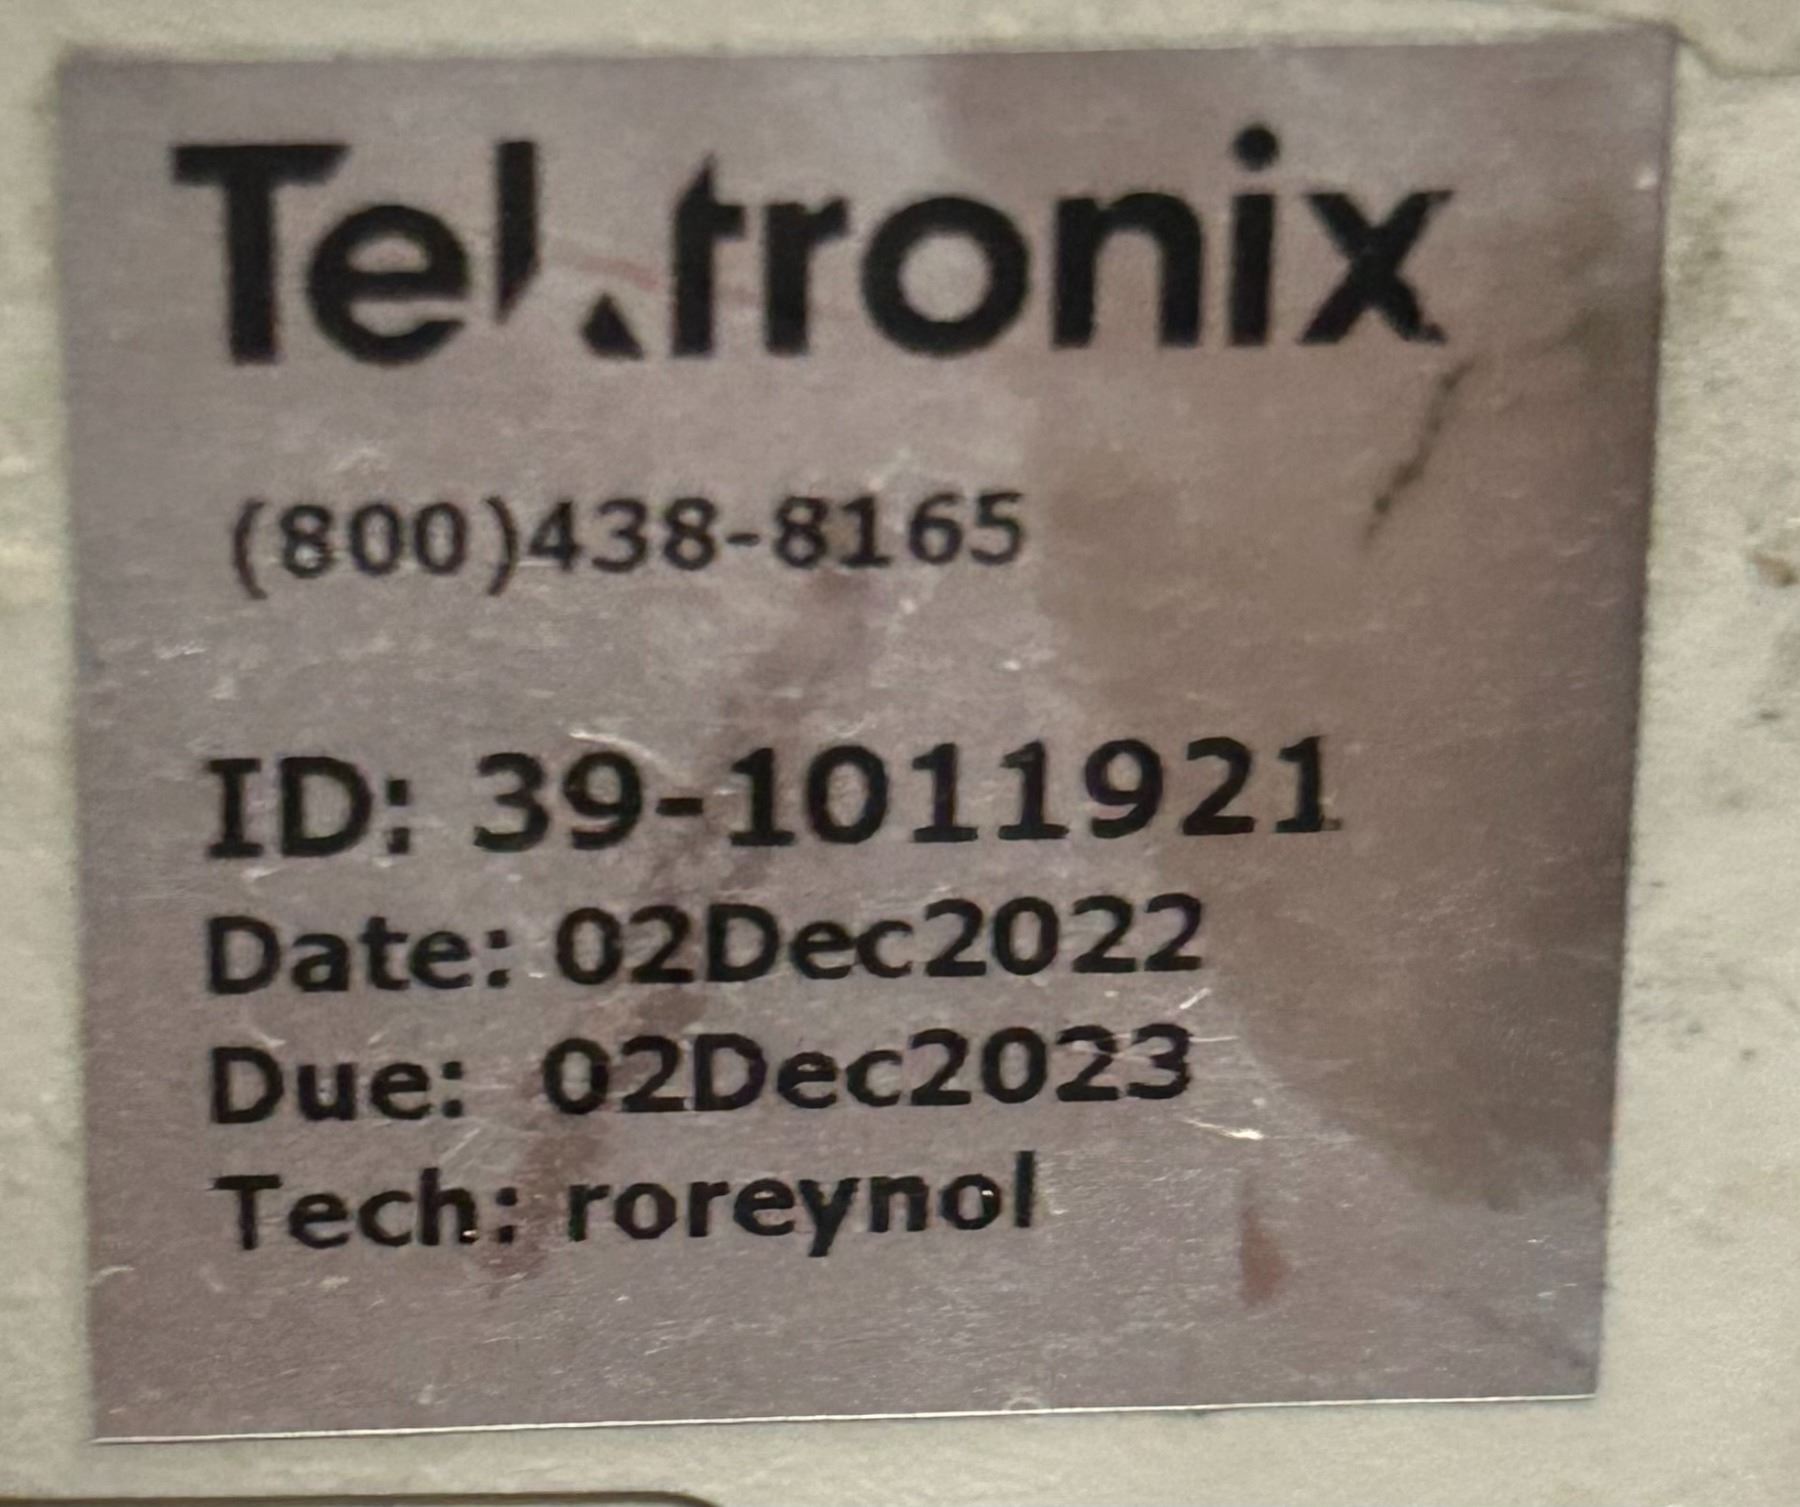 Tektronix
(800)438-8165
ID: 39-1011921
Date: 02Dec2022
Due: 02Dec2023
Tech: roreynol